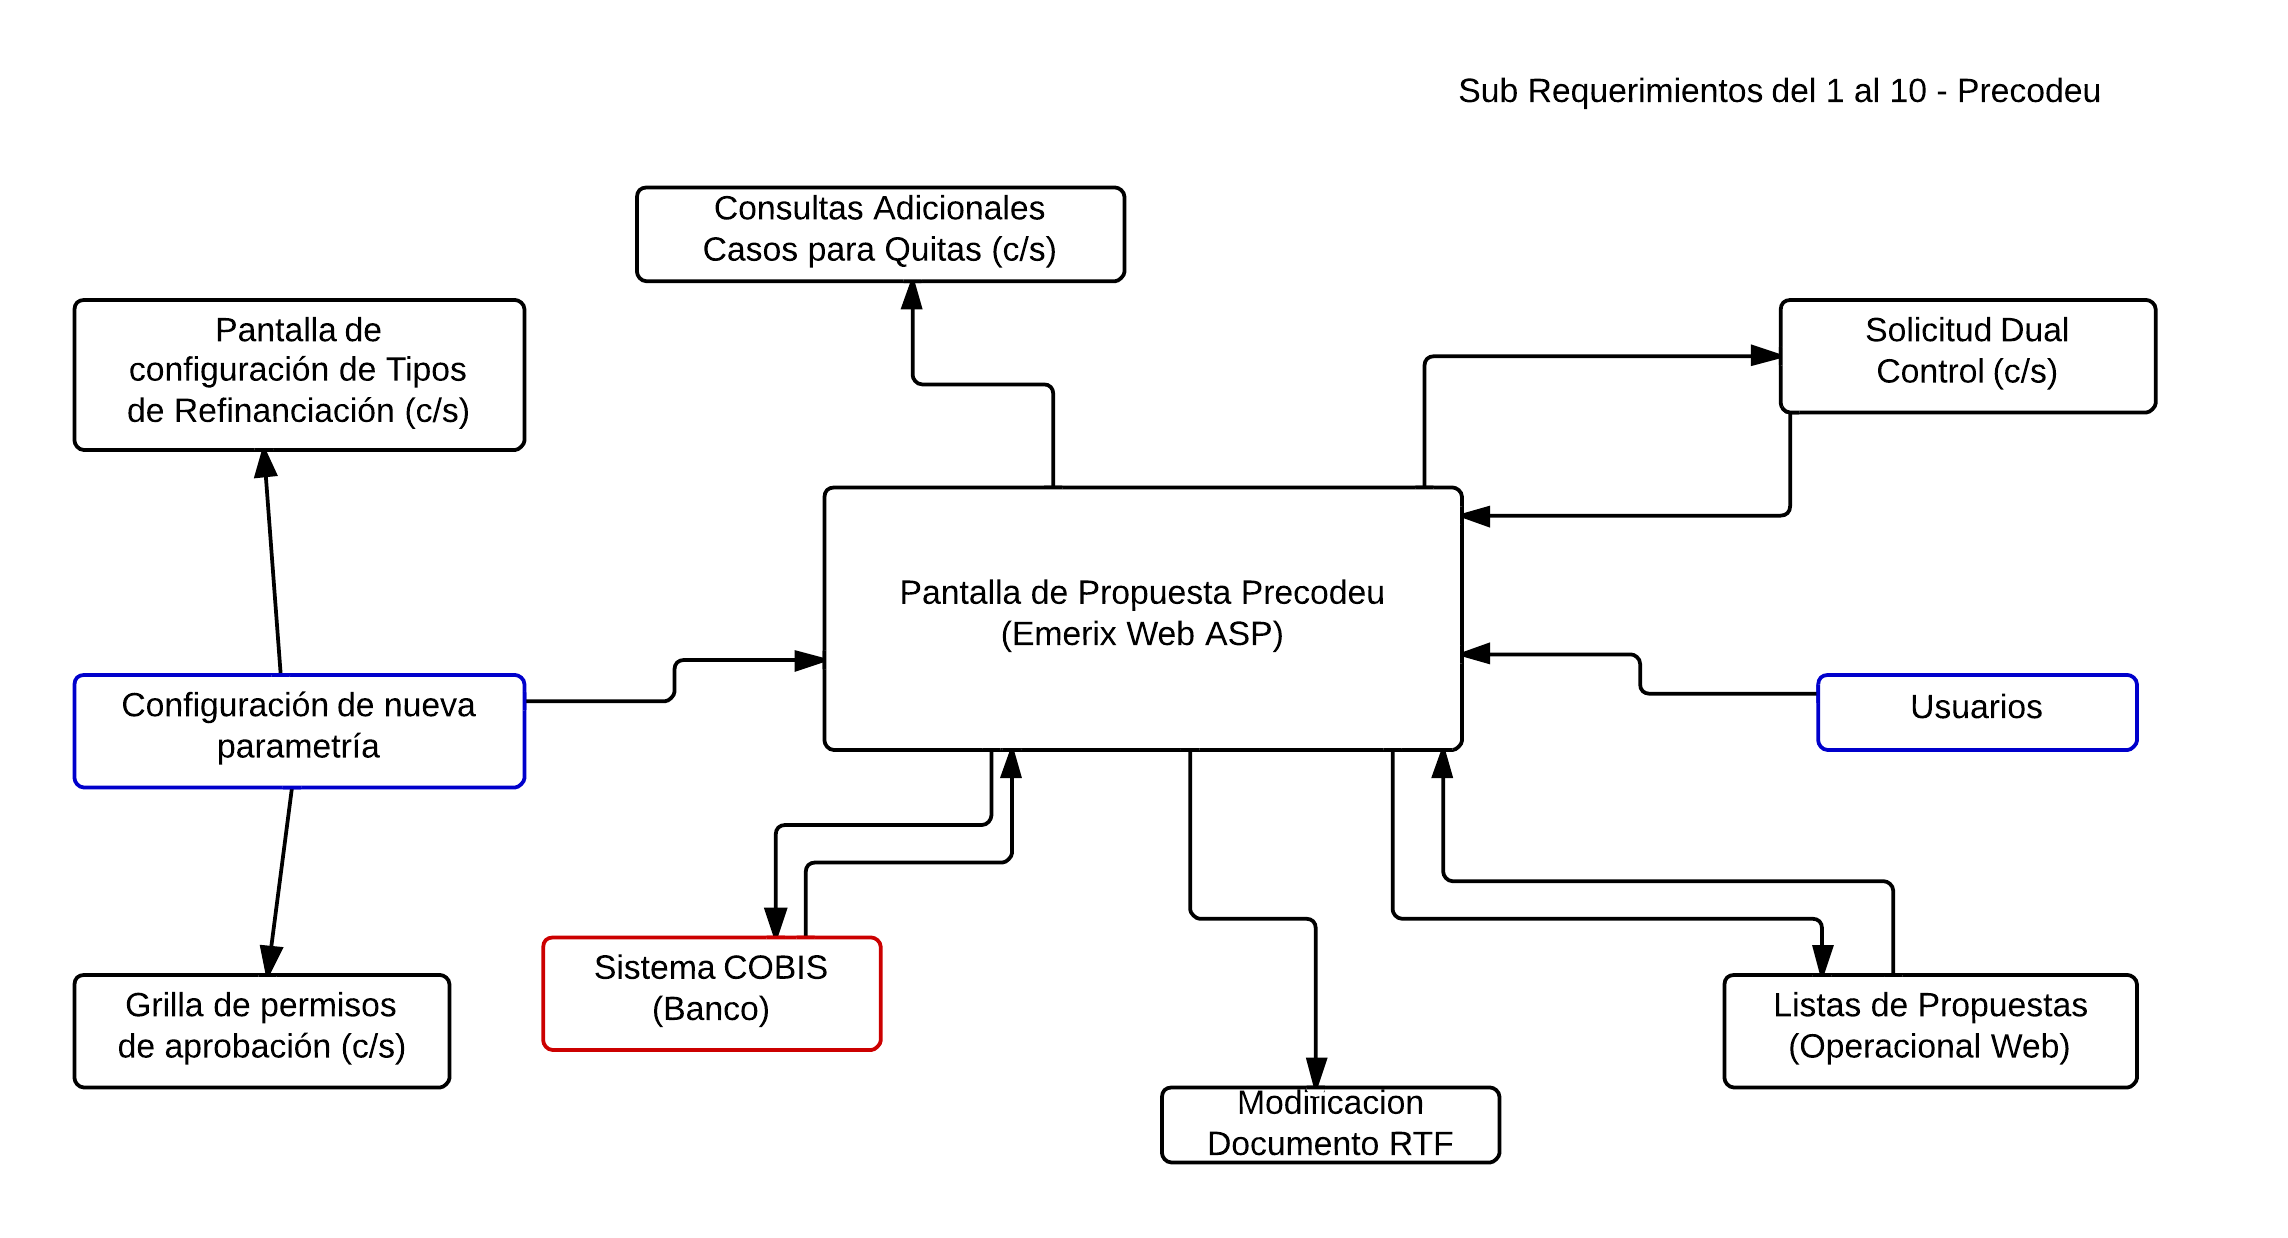 Sub Requerimientos del 1 al 10 - Precodeu
Consultas Adicionales
Casos para Quitas (c/s)
Pantalla de
configuración de Tipos
de Refinanciación (c/s)
Solicitud Dual
Control (c/s)
Pantalla de Propuesta Precodeu
(Emerix Web ASP)
Configuración de nueva
parametría
Usuarios
Sistema COBIS
(Banco)
Grilla de permisos
de aprobación (c/s)
Listas de Propuestas
(Operacional Web)
Modificacion
Documento RTF